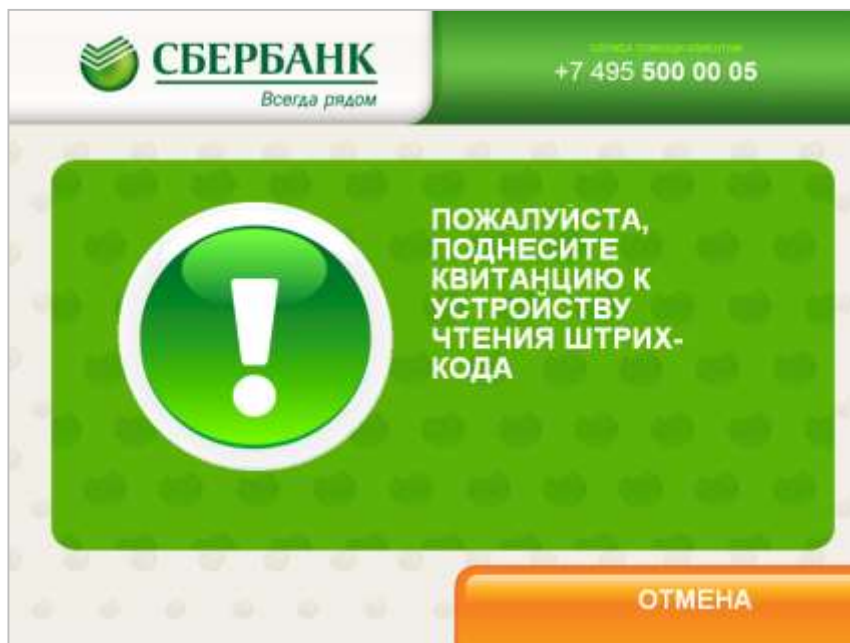 СБЕРБАНК
Всегда рядом
+7 495 500 00 05
ПОЖАЛУЙСТА,
ПОДНЕСИТЕ
КВИТАНЦИЮ К
УСТРОЙСТВУ
ЧТЕНИЯ ШТРИХ-
КОДА
ОТМЕНА